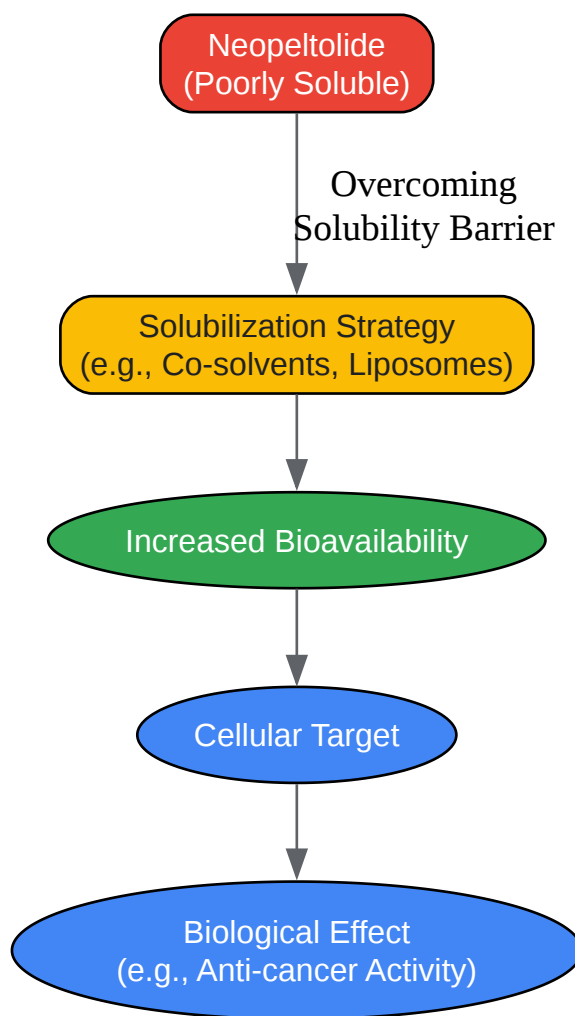 Neopeltolide
(Poorly Soluble)
Overcoming
Solubility Barrier
Solubilization Strategy
(e.g., Co-solvents, Liposomes)
Increased Bioavailability
Cellular Target
Biological Effect
(e.g., Anti-cancer Activity)